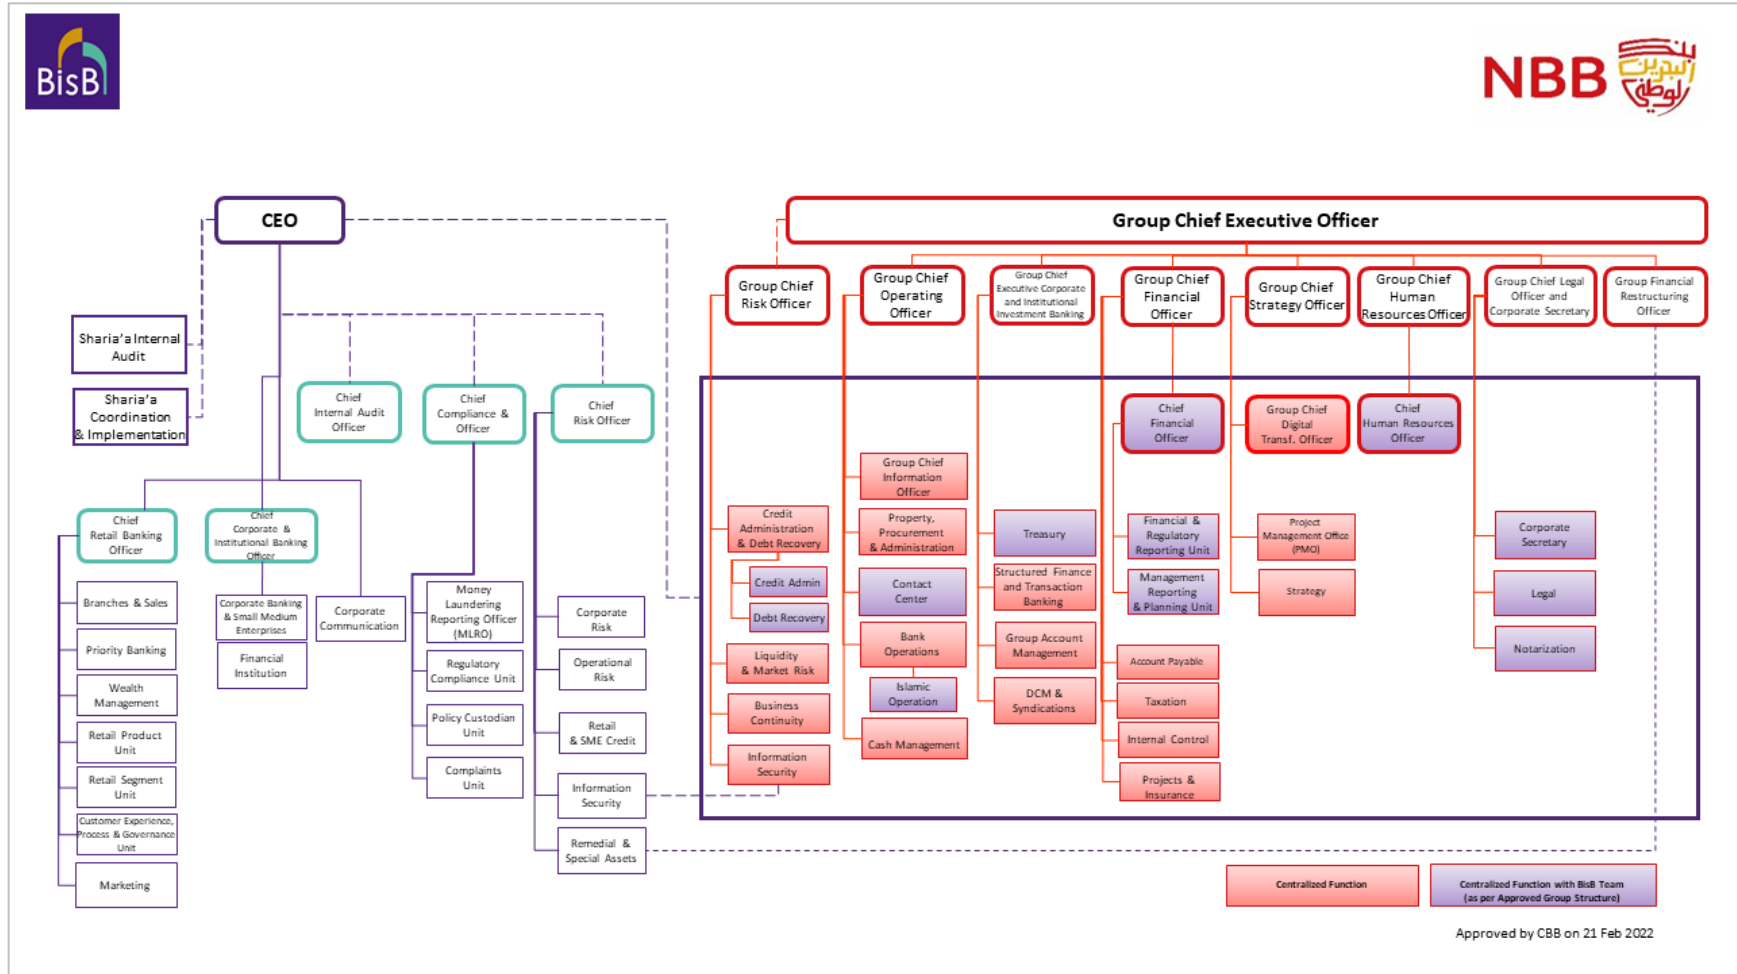 BisB
NBB
بنك
البحرين
الوطني
CEO
Group Chief Executive Officer
Sharia'a Internal
Audit
Sharia'a
Coordination
& Implementation
Chief
Internal Audit
Officer
Chief
Compliance &
Officer
Chief
Risk Officer
Chief
Retail Banking
Officer
Chief
Corporate &
Institutional Banking
Officer
Branches & Sales
Priority Banking
Wealth
Management
Retail Product
Unit
Retail Segment
Unit
Customer Experience,
Process & Governance
Unit
Marketing
Corporate Banking
& Small Medium
Enterprises
Financial
Institution
Corporate
Communication
Money
Laundering
Reporting Officer
(MLRO)
Regulatory
Compliance Unit
Policy Custodian
Unit
Complaints
Unit
Corporate
Risk
Operational
Risk
Retail
& SME Credit
Information
Security
Remedial &
Special Assets
Group Chief
Risk Officer
Group Chief
Operating
Officer
Group Chief
Executive Corporate
and Institutional
Investment Banking
Group Chief
Financial
Officer
Group Chief
Strategy Officer
Group Chief
Human
Resources Officer
Group Chief Legal
Officer and
Corporate Secretary
Group Financial
Restructuring
Officer
Credit
Administration
& Debt Recovery
Credit Admin
Debt Recovery
Liquidity
& Market Risk
Business
Continuity
Information
Security
Group Chief
Information
Officer
Property,
Procurement
& Administration
Contact
Center
Bank
Operations
Islamic
Operation
Cash Management
Treasury
Structured Finance
and Transaction
Banking
Group Account
Management
DCM &
Syndications
Chief
Financial
Officer
Financial &
Regulatory
Reporting Unit
Management
Reporting
& Planning Unit
Account Payable
Taxation
Internal Control
Projects &
Insurance
Group Chief
Digital
Transf. Officer
Project
Management Office
(PMO)
Strategy
Chief
Human Resources
Officer
Corporate
Secretary
Legal
Notarization
Centralized Function
Centralized Function with BisB Team
(as per Approved Group Structure)
Approved by CBB on 21 Feb 2022